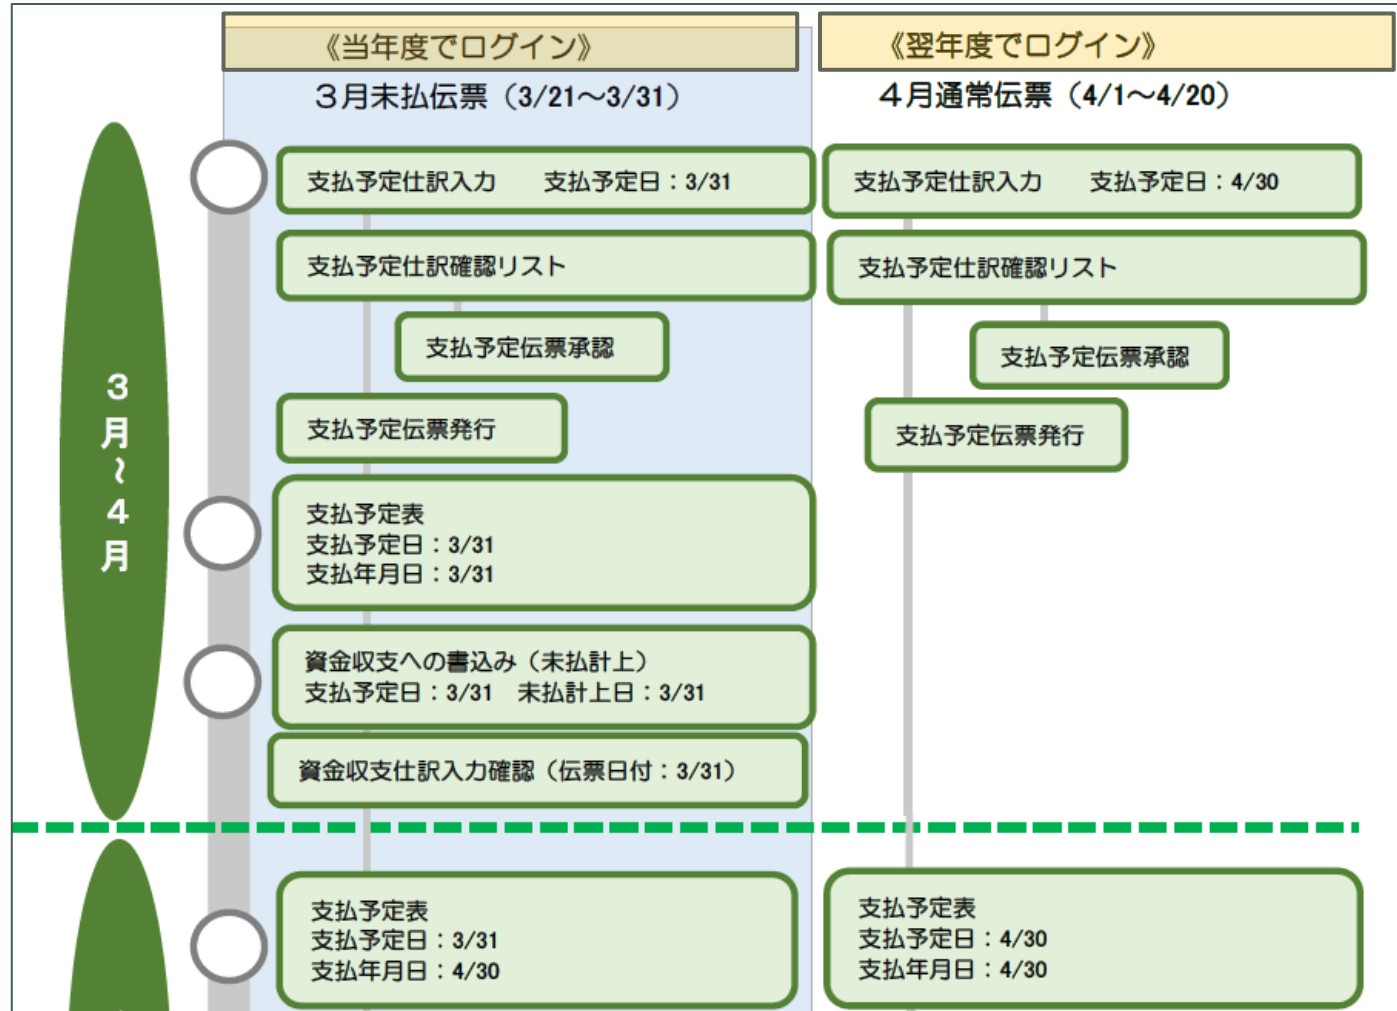 《当年度でログイン》
3月未払伝票（3/21～3/31）
支払予定仕訳入力　　支払予定日：3/31
支払予定仕訳確認リスト
支払予定伝票承認
支払予定伝票発行
支払予定表
支払予定日：3/31
支払年月日：3/31
資金収支への書込み（未払計上）
支払予定日：3/31　未払計上日：3/31
資金収支仕訳入力確認（伝票日付：3/31）
支払予定表
支払予定日：3/31
支払年月日：4/30
《翌年度でログイン》
4月通常伝票（4/1～4/20）
支払予定仕訳入力　　支払予定日：4/30
支払予定仕訳確認リスト
支払予定伝票承認
支払予定伝票発行
支払予定表
支払予定日：4/30
支払年月日：4/30
3月～4月